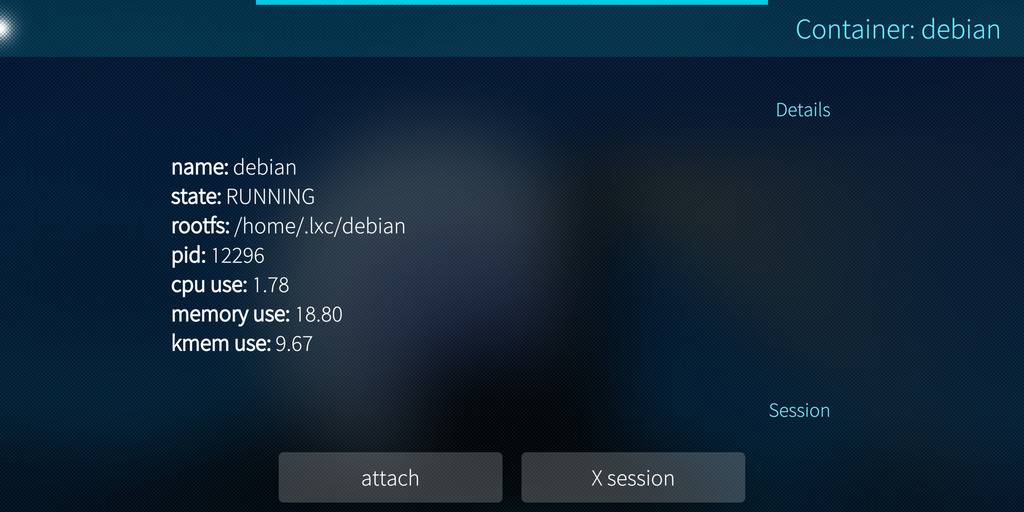 Container: debian
Details
name: debian
state: RUNNING
rootfs: /home/.lxc/debian
pid: 12296
cpu use: 1.78
memory use: 18.80
kmem use: 9.67
Session
attach
X session